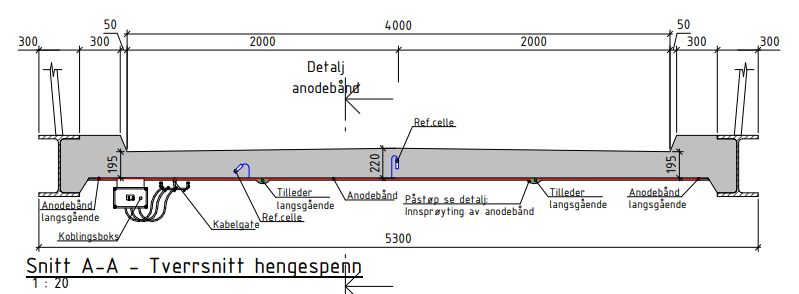 50
4000
50
300
300
2000
2000
300
300
Detalj
anodebånd
Ref.celle
195
220
195
Anodebånd
langsgående
Tilleder
langsgående
Anodebånd
Påstøp se detalj:
Innsprøyting av anodebånd
Tilleder
langsgående
Anodebånd
langsgående
Koblingsboks
Kabelgate
Ref.celle
5300
Snitt A-A - Tverrsnitt hengespenn
1 : 20